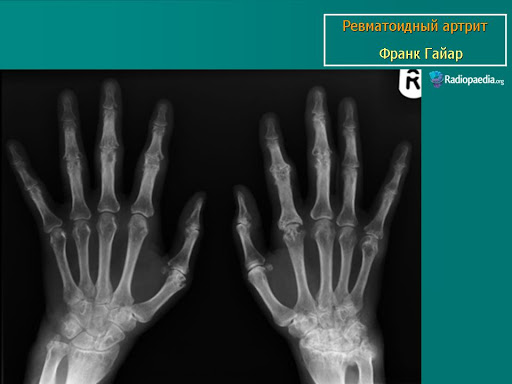 Ревматоидный артрит
Франк Гайар
R
Radiopaedia.org